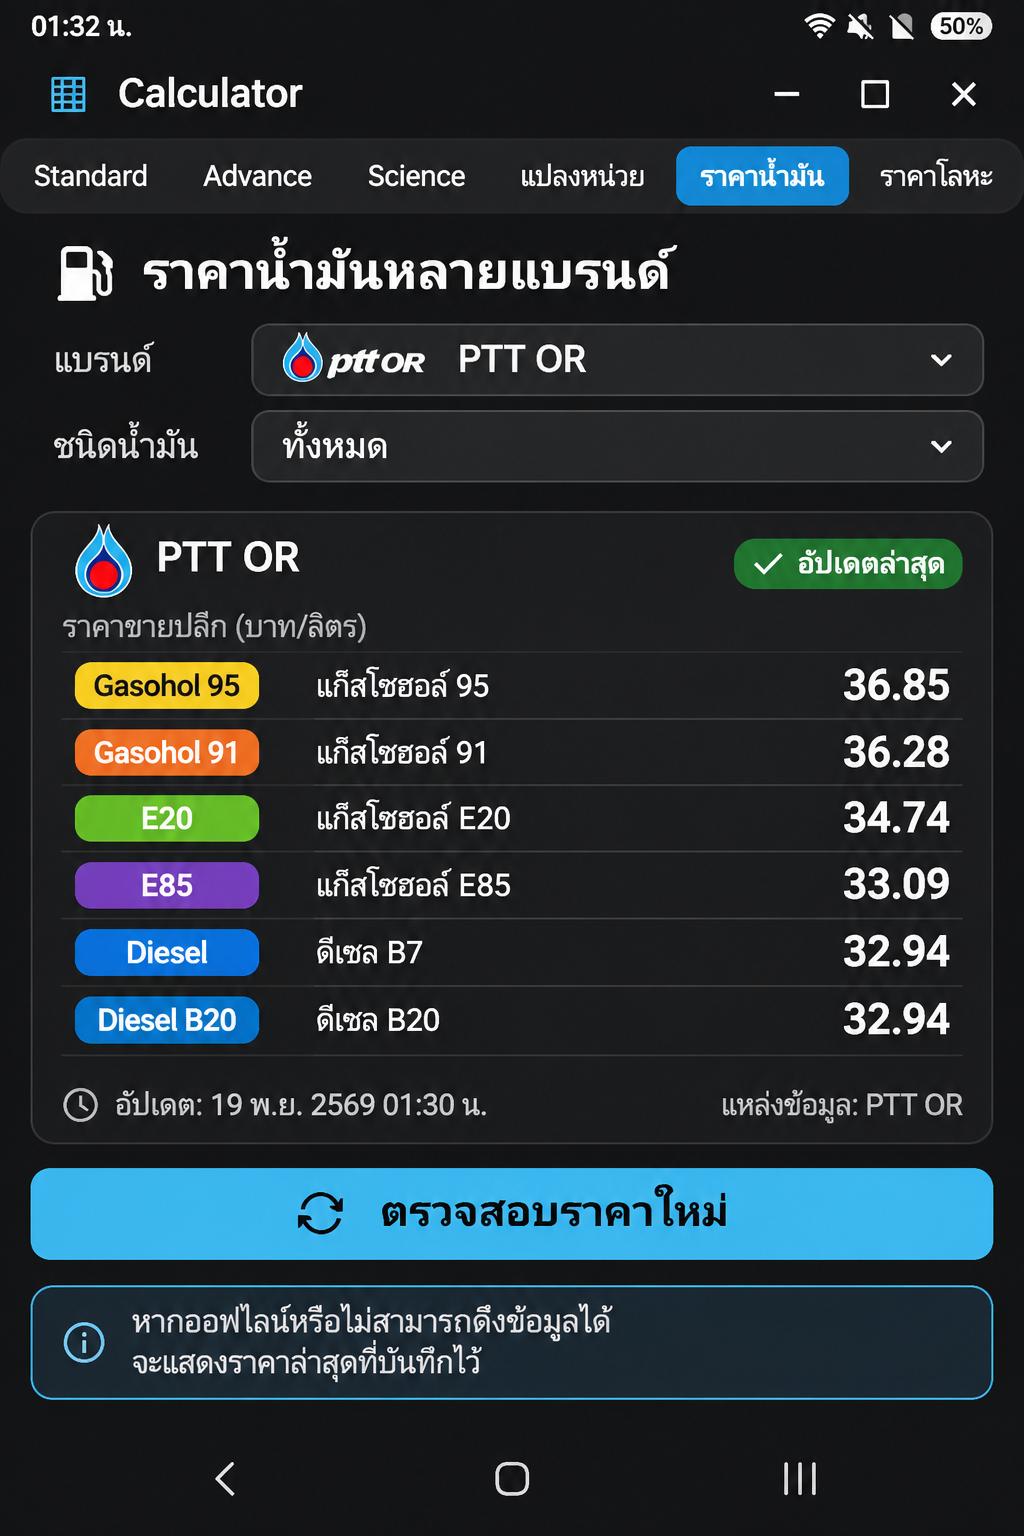 01:32 น.
50%
Calculator
Standard Advance Science แปลงหน่วย ราคาน้ำมัน ราคาโลหะ
ราคาน้ำมันหลายแบรนด์
แบรนด์ pttOR PTT OR
ชนิดน้ำมัน ทั้งหมด
PTT OR อัปเดตล่าสุด
ราคาขายปลีก (บาท/ลิตร)
Gasohol 95 แก๊สโซฮอล์ 95 36.85
Gasohol 91 แก๊สโซฮอล์ 91 36.28
E20 แก๊สโซฮอล์ E20 34.74
E85 แก๊สโซฮอล์ E85 33.09
Diesel ดีเซล B7 32.94
Diesel B20 ดีเซล B20 32.94
อัปเดต: 19 พ.ย. 2569 01:30 น. แหล่งข้อมูล: PTT OR
ตรวจสอบราคาใหม่
หากออฟไลน์หรือไม่สามารถดึงข้อมูลได้
จะแสดงราคาล่าสุดที่บันทึกไว้